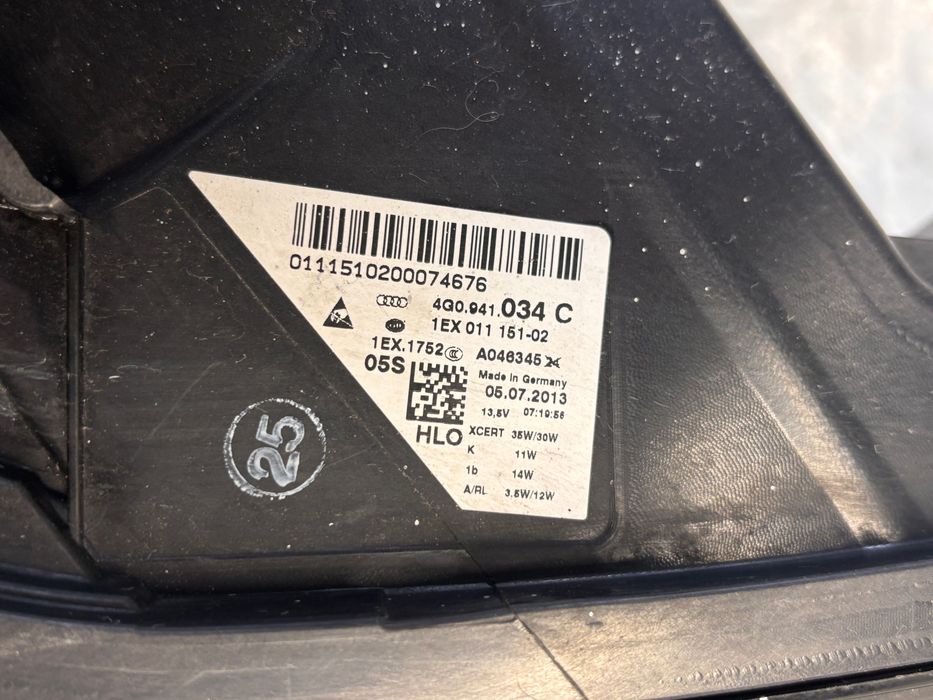 0111510200074676
4G0.941.034 C
1EX 011 151-02
1EX.1752 A046345
05S
Made in Germany
05.07.2013
13,5V 07:19:56
HLO
XCERT 35W/30W
K 11W
1b 14W
A/RL 3.5W/12W
25